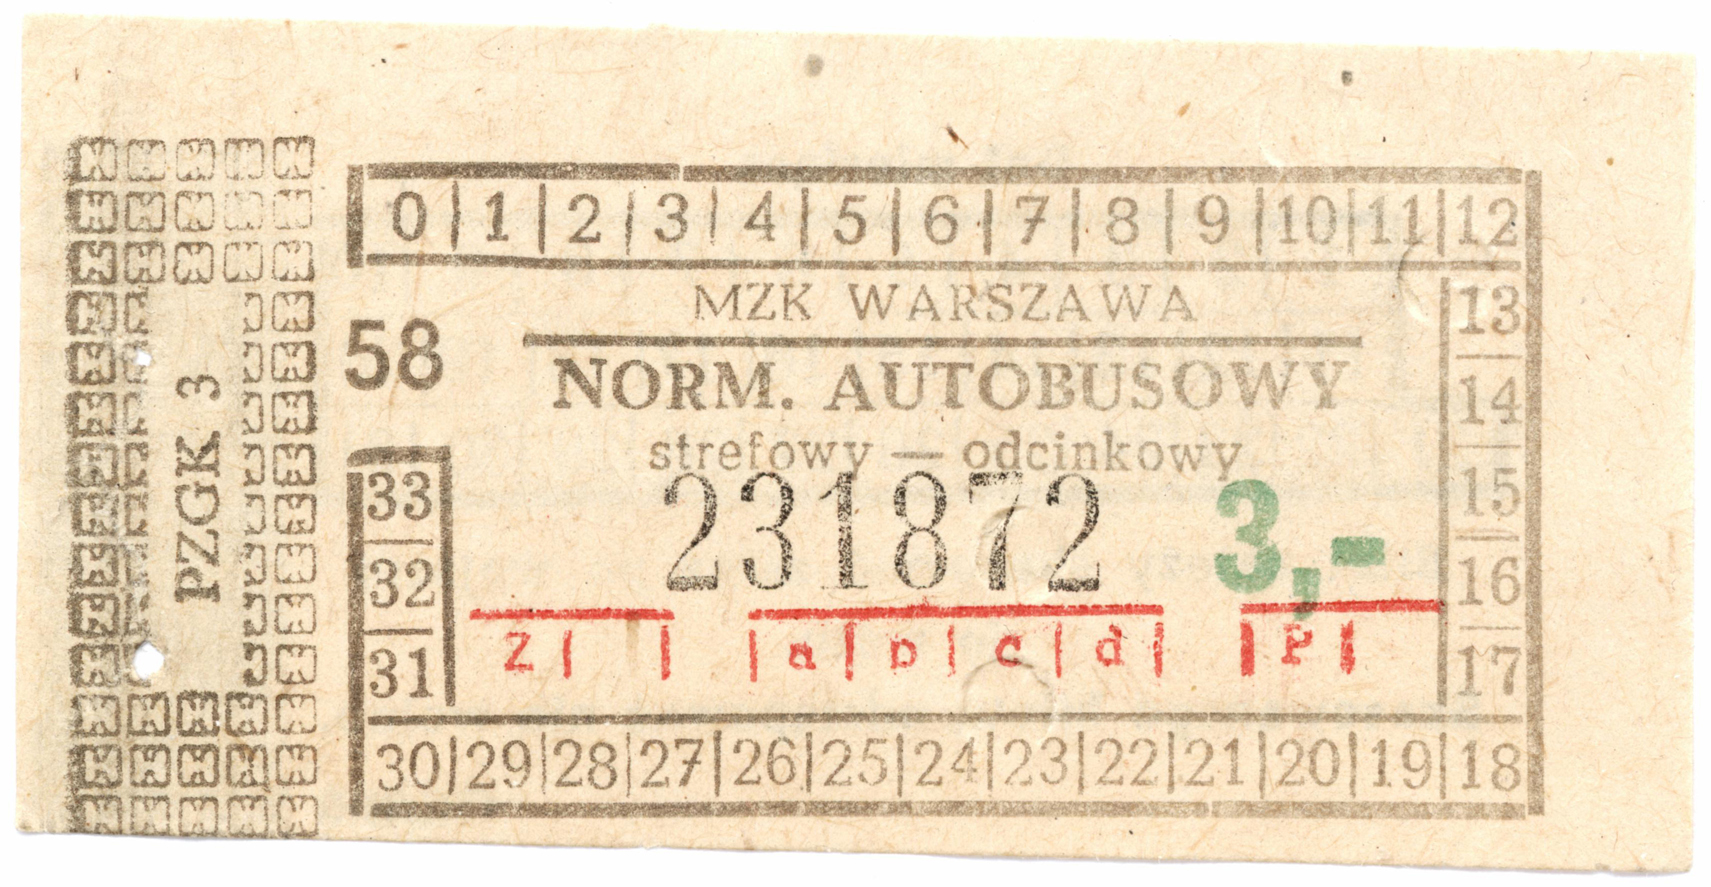 PZGK 3
0 1 2 3 4 5 6 7 8 9 10 11 12
MZK WARSZAWA
13
58
NORM. AUTOBUSOWY
14
strefowy — odcinkowy
33
231872
3,-
15
32
16
Z a b c d P
31
17
30 29 28 27 26 25 24 23 22 21 20 19 18